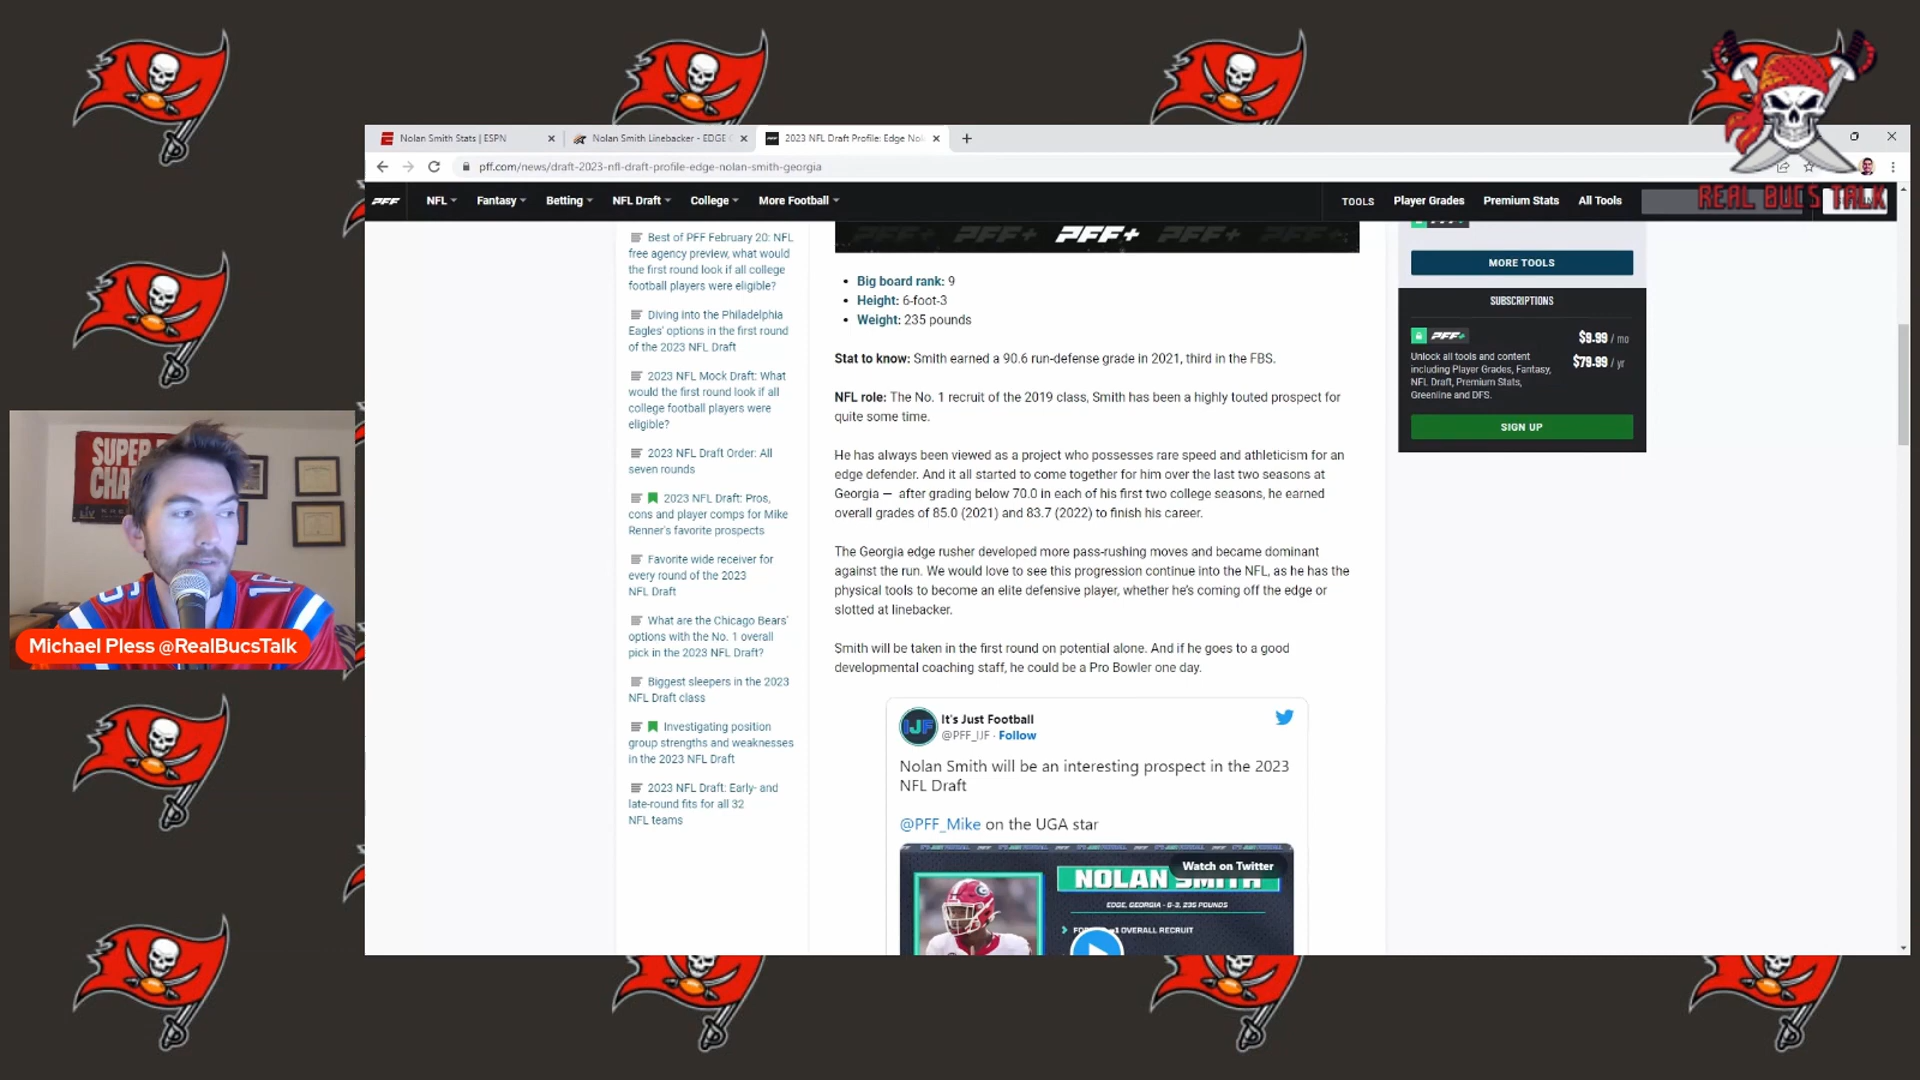 REAL BUCS TALK
Nolan Smith Stats | ESPN
Nolan Smith Linebacker - EDGE
2023 NFL Draft Profile: Edge Nol
pff.com/news/draft-2023-nfl-draft-profile-edge-nolan-smith-georgia
PFF NFL Fantasy Betting NFL Draft College More Football TOOLS Player Grades Premium Stats All Tools
PFF+ PFF+ PFF+ PFF+ PFF+
Best of PFF February 20: NFL
free agency preview, what would
the first round look if all college
football players were eligible?
Diving into the Philadelphia
Eagles' options in the first round
of the 2023 NFL Draft
2023 NFL Mock Draft: What
would the first round look if all
college football players were
eligible?
2023 NFL Draft Order: All
seven rounds
2023 NFL Draft: Pros,
cons and player comps for Mike
Renner's favorite prospects
Favorite wide receiver for
every round of the 2023
NFL Draft
What are the Chicago Bears'
options with the No. 1 overall
pick in the 2023 NFL Draft?
Biggest sleepers in the 2023
NFL Draft class
Investigating position
group strengths and weaknesses
in the 2023 NFL Draft
2023 NFL Draft: Early- and
late-round fits for all 32
NFL teams
• Big board rank: 9
• Height: 6-foot-3
• Weight: 235 pounds
Stat to know: Smith earned a 90.6 run-defense grade in 2021, third in the FBS.
NFL role: The No. 1 recruit of the 2019 class, Smith has been a highly touted prospect for
quite some time.
He has always been viewed as a project who possesses rare speed and athleticism for an
edge defender. And it all started to come together for him over the last two seasons at
Georgia — after grading below 70.0 in each of his first two college seasons, he earned
overall grades of 85.0 (2021) and 83.7 (2022) to finish his career.
The Georgia edge rusher developed more pass-rushing moves and became dominant
against the run. We would love to see this progression continue into the NFL, as he has the
physical tools to become an elite defensive player, whether he's coming off the edge or
slotted at linebacker.
Smith will be taken in the first round on potential alone. And if he goes to a good
developmental coaching staff, he could be a Pro Bowler one day.
IJF
It's Just Football
@PFF_IJF · Follow
Nolan Smith will be an interesting prospect in the 2023
NFL Draft
@PFF_Mike on the UGA star
Watch on Twitter
NOLAN SMITH
EDGE, GEORGIA - 6-3, 235 POUNDS
#1 OVERALL RECRUIT
MORE TOOLS
SUBSCRIPTIONS
PFF+
$9.99 / mo
$79.99 / yr
Unlock all tools and content
including Player Grades, Fantasy,
NFL Draft, Premium Stats,
Greenline and DFS.
SIGN UP
SUPER
CHA
LIV
16
Michael Pless @RealBucsTalk